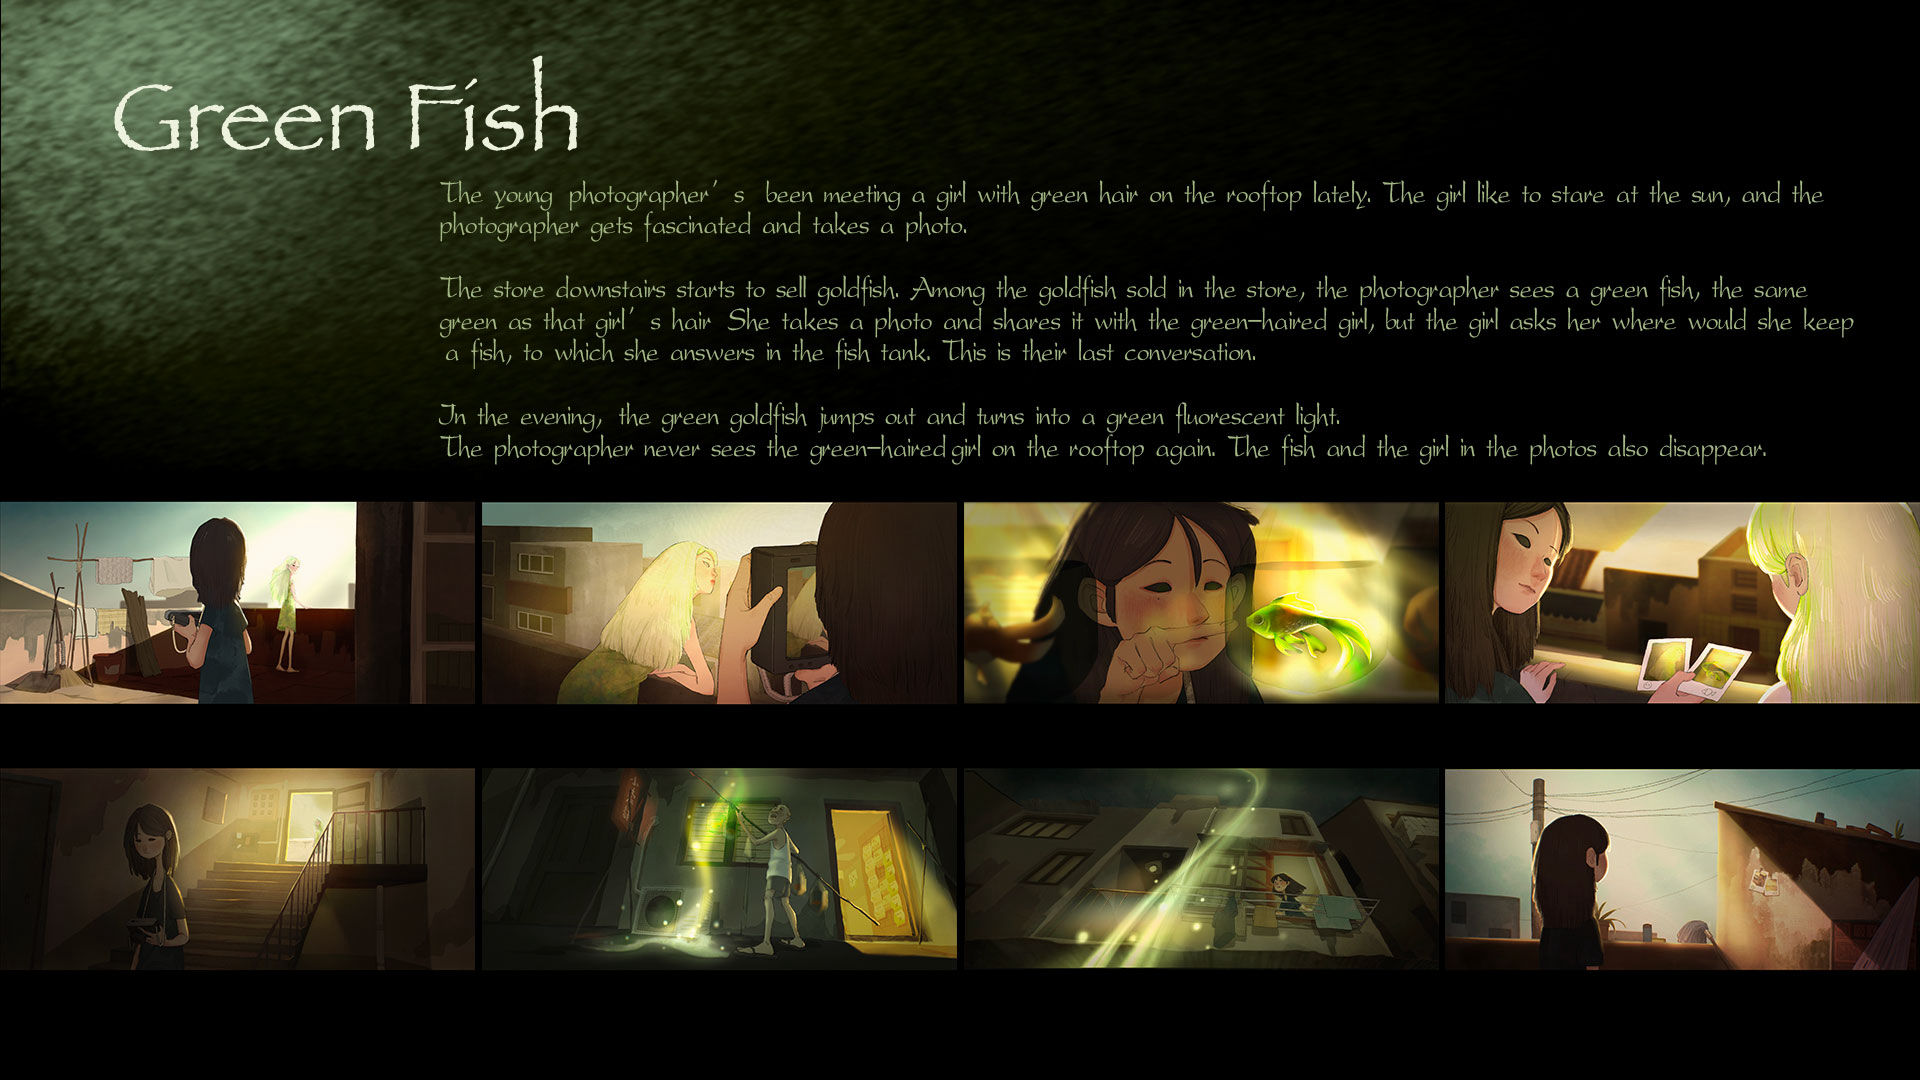 Green Fish
The young photographer’s been meeting a girl with green hair on the rooftop lately. The girl like to stare at the sun, and the
photographer gets fascinated and takes a photo.
The store downstairs starts to sell goldfish. Among the goldfish sold in the store, the photographer sees a green fish, the same
green as that girl’s hair She takes a photo and shares it with the green-haired girl, but the girl asks her where would she keep
a fish, to which she answers in the fish tank. This is their last conversation.
In the evening, the green goldfish jumps out and turns into a green fluorescent light.
The photographer never sees the green-haired girl on the rooftop again. The fish and the girl in the photos also disappear.